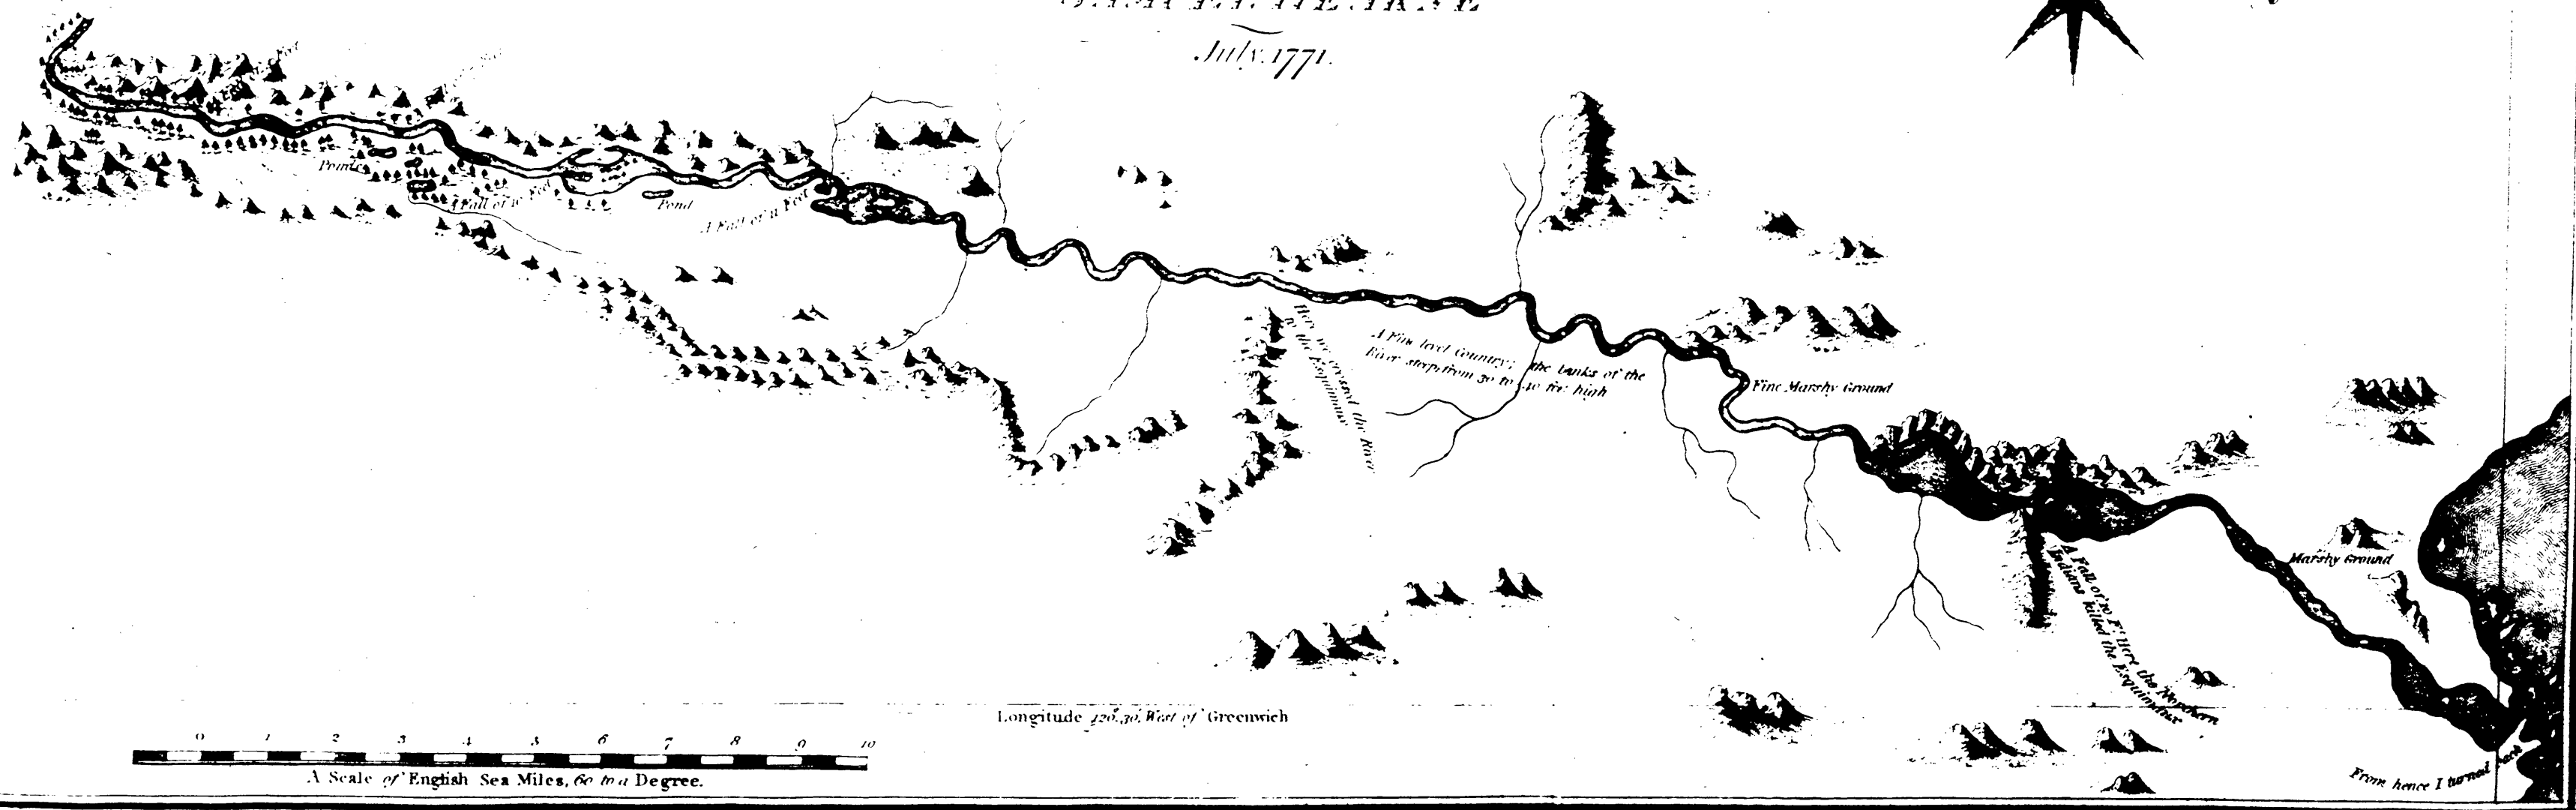 July, 1771.
Ponds
A Fall of 10 Feet
Pond
A Fall of 11 Feet
Here we crossed the River
to the Esquimaux
A Fine level Country; the banks of the
River steep, from 30 to 40 feet high
Fine Marshy Ground
Marshy Ground
A Fall of 20 Ft. Here the Northern
Indians killed the Esquimaux
Longitude 120°.30'. West of Greenwich
0 1 2 3 4 5 6 7 8 9 10
A Scale of English Sea Miles, 60 to a Degree.
From hence I turned back